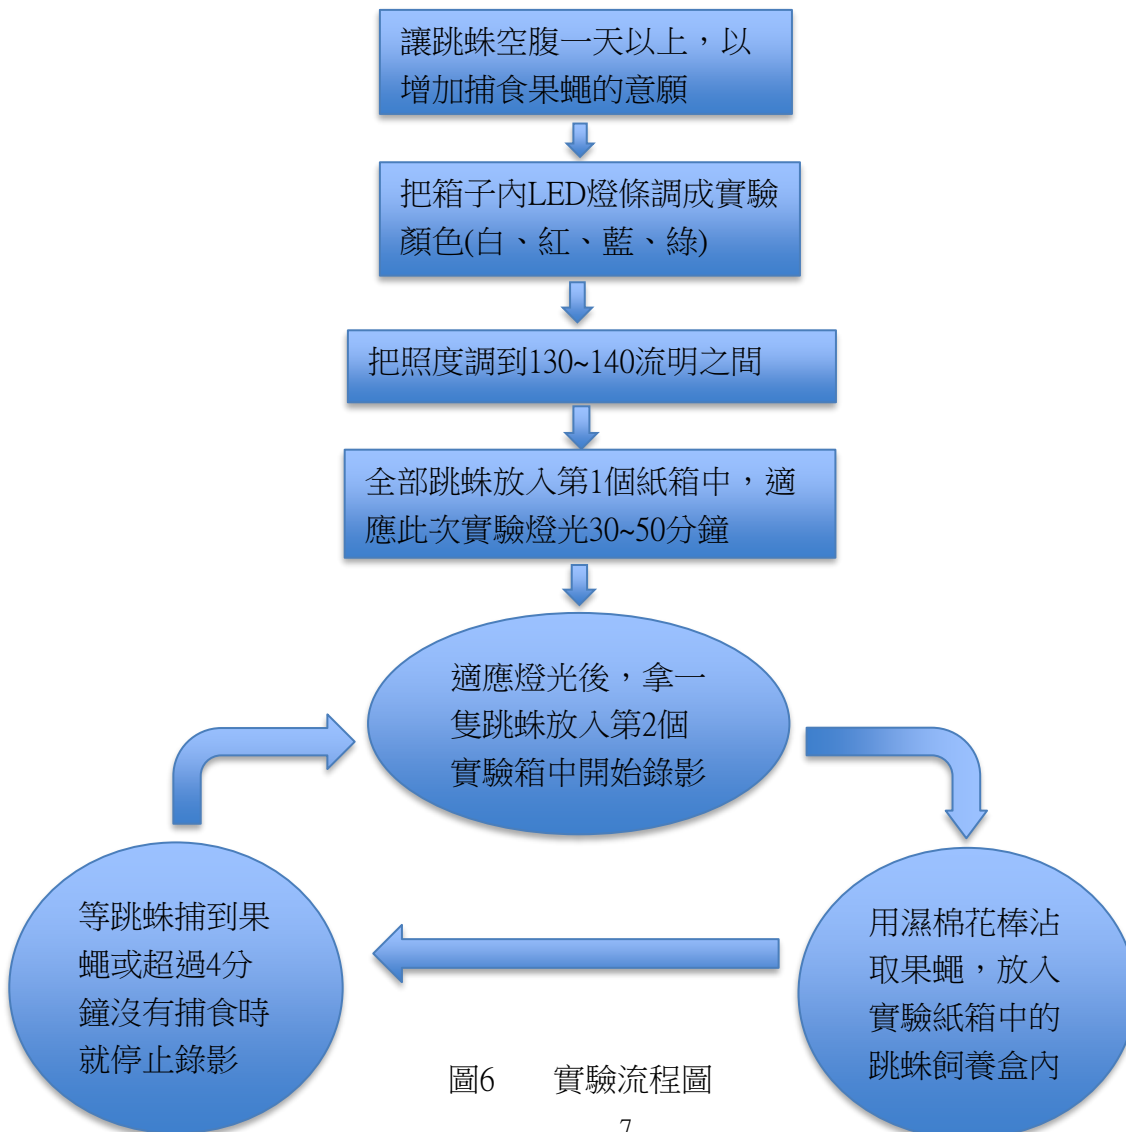 讓跳蛛空腹一天以上，以
增加捕食果蠅的意願
把箱子內LED燈條調成實驗
顏色(白、紅、藍、綠)
把照度調到130~140流明之間
全部跳蛛放入第1個紙箱中，適
應此次實驗燈光30~50分鐘
適應燈光後，拿一
隻跳蛛放入第2個
實驗箱中開始錄影
用濕棉花棒沾
取果蠅，放入
實驗紙箱中的
跳蛛飼養盒內
等跳蛛捕到果
蠅或超過4分
鐘沒有捕食時
就停止錄影
圖6 實驗流程圖
7